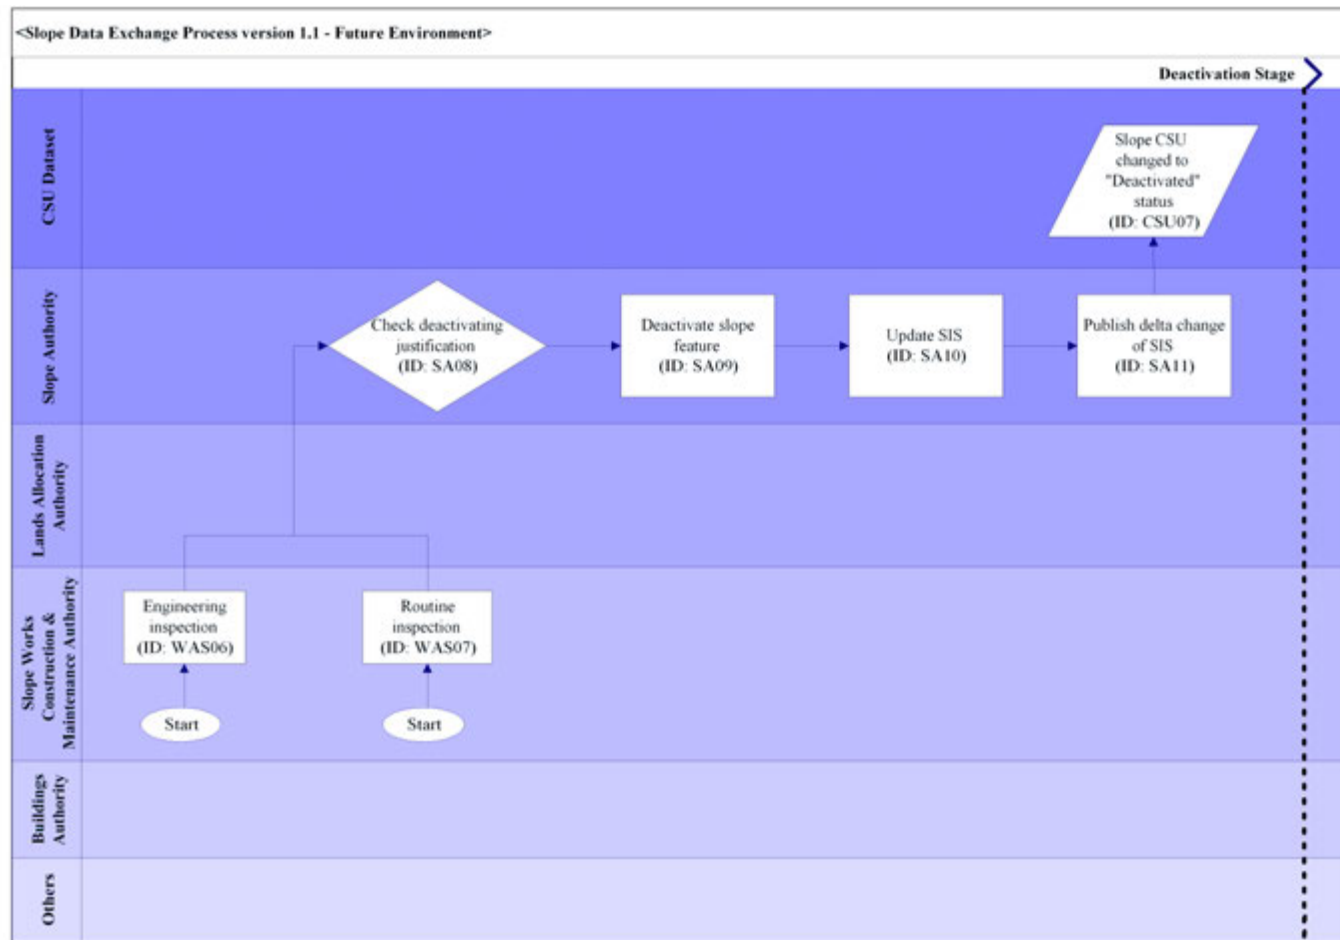 <Slope Data Exchange Process version 1.1 - Future Environment>
Deactivation Stage
CSU Dataset
Slope CSU
changed to
"Deactivated"
status
(ID: CSU07)
Slope Authority
Check deactivating
justification
(ID: SA08)
Deactivate slope
feature
(ID: SA09)
Update SIS
(ID: SA10)
Publish delta change
of SIS
(ID: SA11)
Lands Allocation
Authority
Slope Works
Construction &
Maintenance Authority
Engineering
inspection
(ID: WAS06)
Routine
inspection
(ID: WAS07)
Start
Start
Buildings
Authority
Others